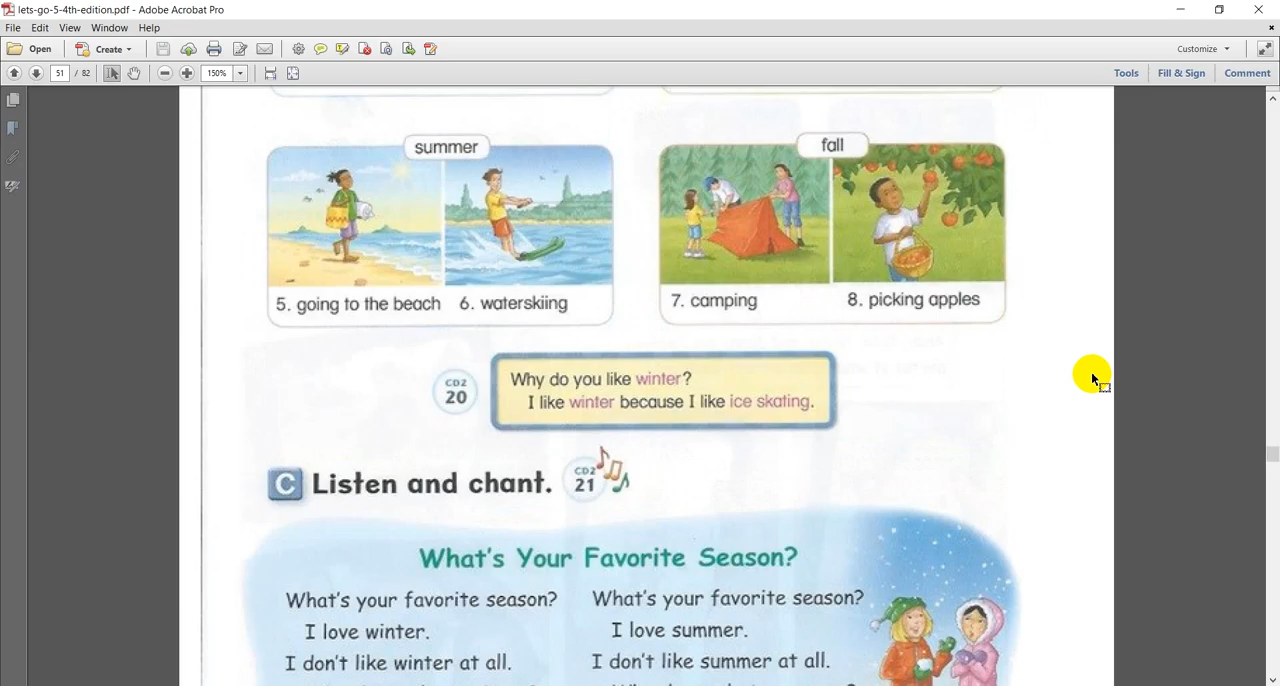 lets-go-5-4th-edition.pdf - Adobe Acrobat Pro
File Edit View Window Help
Open Create Customize
51 / 82 150% Tools Fill & Sign Comment
summer
fall
5. going to the beach 6. waterskiing
7. camping 8. picking apples
CD2
20
Why do you like winter?
I like winter because I like ice skating.
C Listen and chant. CD2
21
What's Your Favorite Season?
What's your favorite season?
I love winter.
I don't like winter at all.
What's your favorite season?
I love summer.
I don't like summer at all.